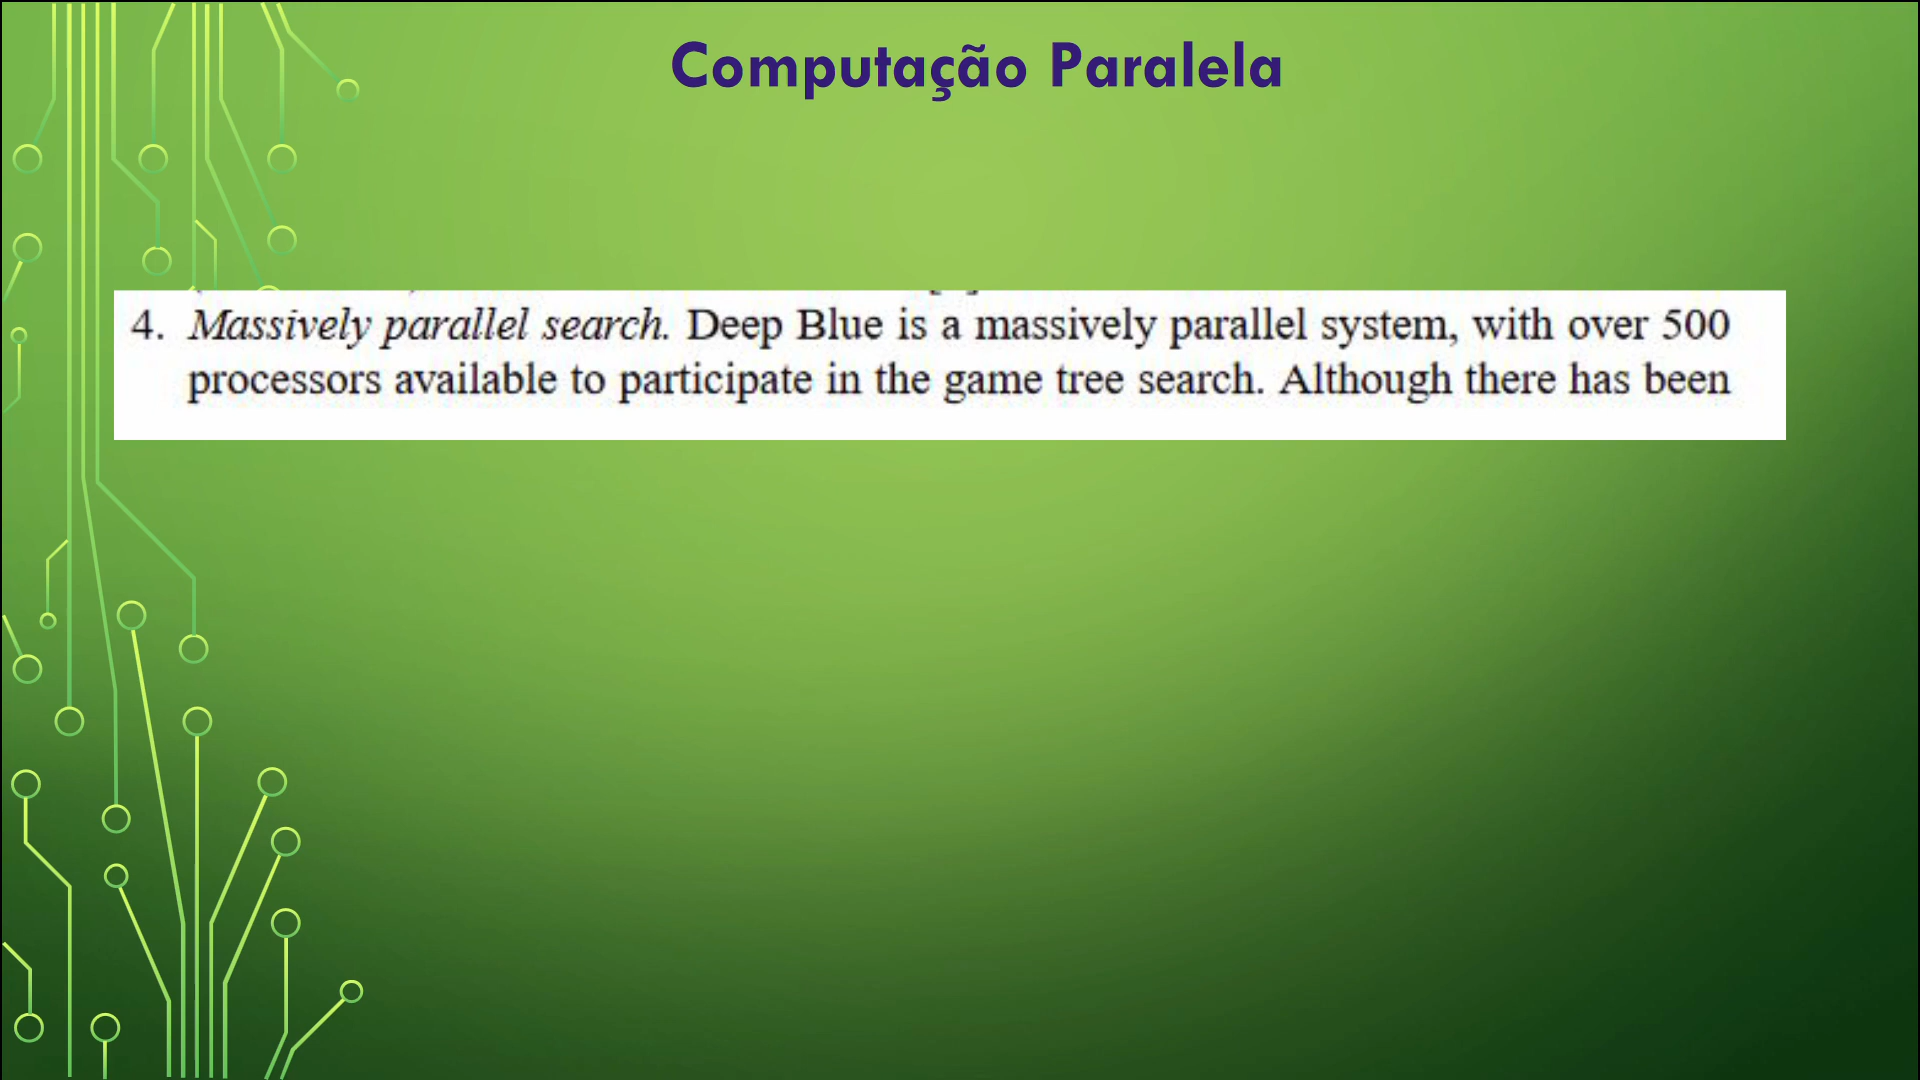 Computação Paralela
4. Massively parallel search. Deep Blue is a massively parallel system, with over 500
processors available to participate in the game tree search. Although there has been